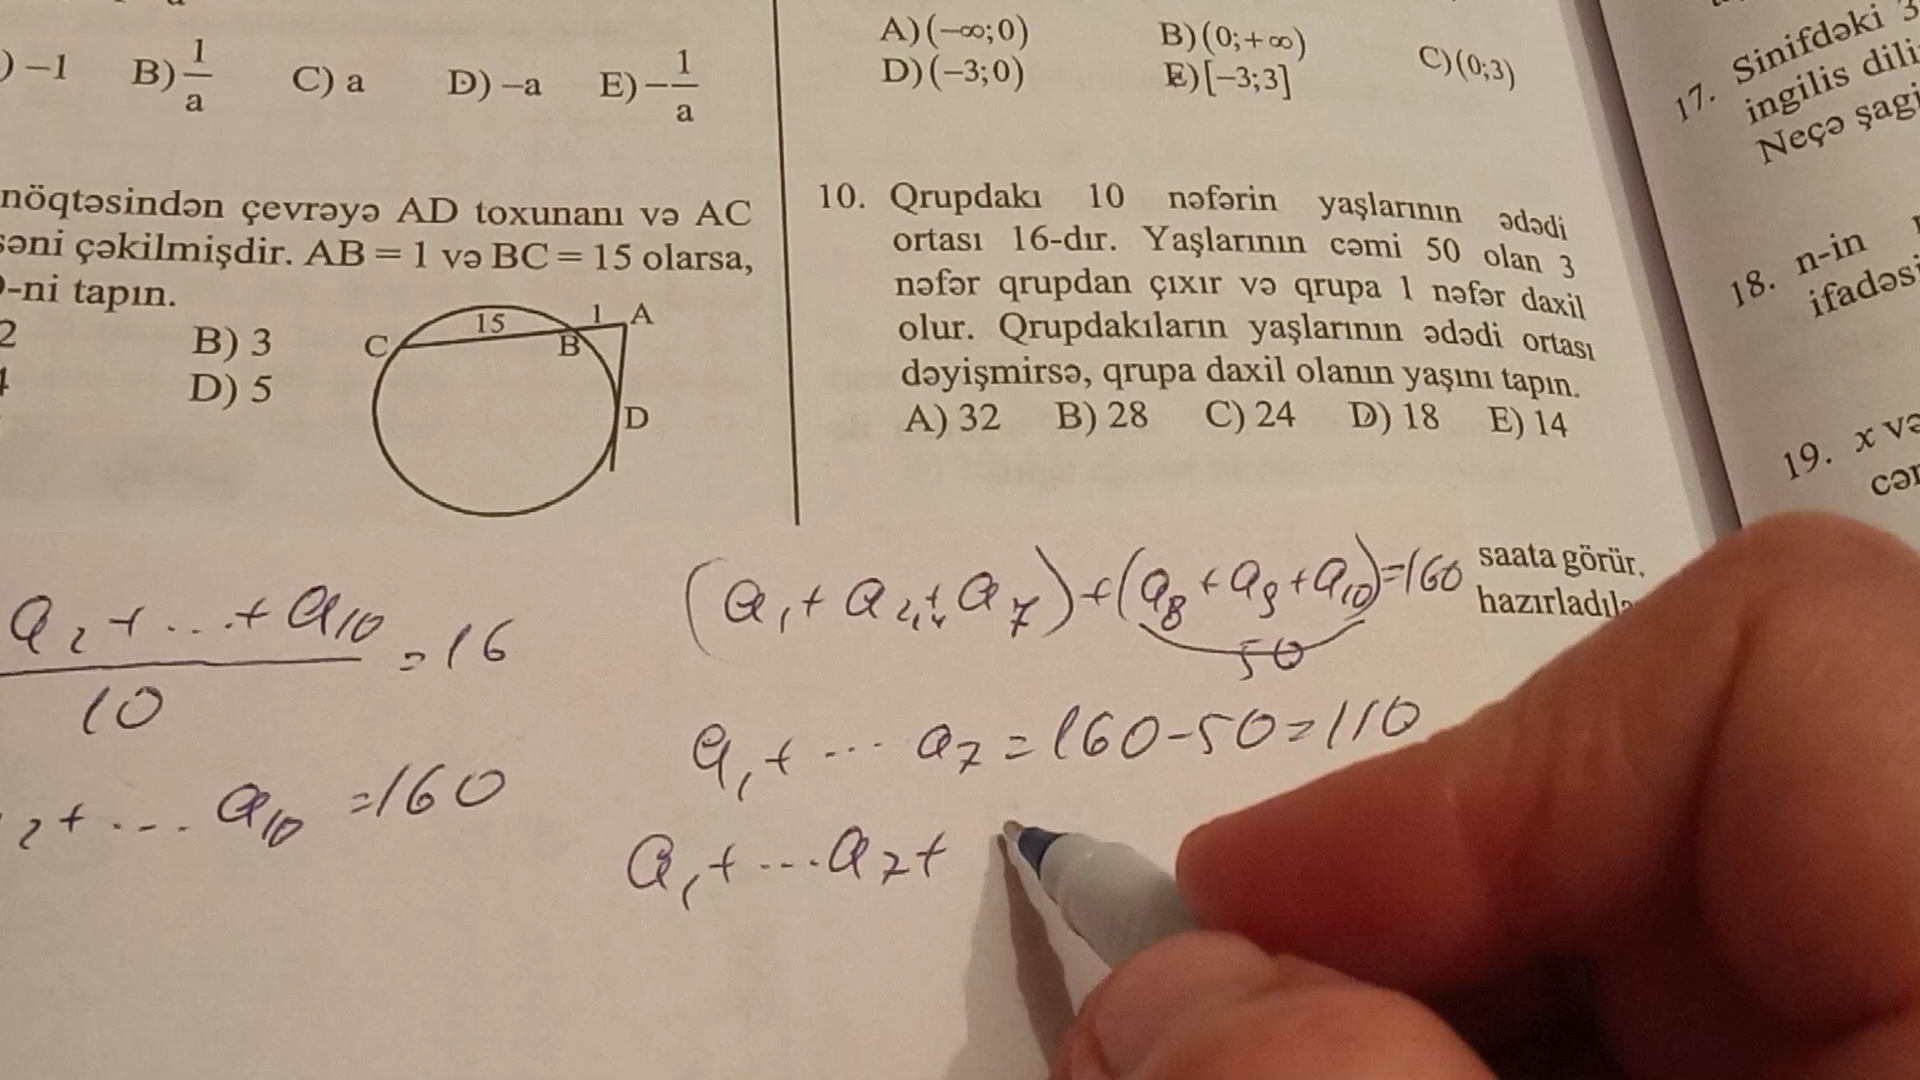 ) −1 B) 1/a C) a D) −a E) −1/a
nöqtəsindən çevrəyə AD toxunanı və AC
səni çəkilmişdir. AB = 1 və BC = 15 olarsa,
-ni tapın.
2 B) 3
D) 5
C 15 B 1 A
D
A) (−∞;0) B) (0;+∞) C) (0;3)
D) (−3;0) E) [−3;3]
10. Qrupdakı 10 nəfərin yaşlarının ədədi
ortası 16-dır. Yaşlarının cəmi 50 olan 3
nəfər qrupdan çıxır və qrupa 1 nəfər daxil
olur. Qrupdakıların yaşlarının ədədi ortası
dəyişmirsə, qrupa daxil olanın yaşını tapın.
A) 32 B) 28 C) 24 D) 18 E) 14
a₂ + ... + a₁₀ / 10 = 16
₂ + ... a₁₀ = 160
(a₁ + a₂ + .. + a₇) + (a₈ + a₉ + a₁₀) = 160
50
a₁ + ... a₇ = 160 − 50 = 110
a₁ + ... a₇ +
saata görür.
17. Sinifdəki 3
ingilis dili
Neçə şagi
18. n-in
ifadəsi
19. x və